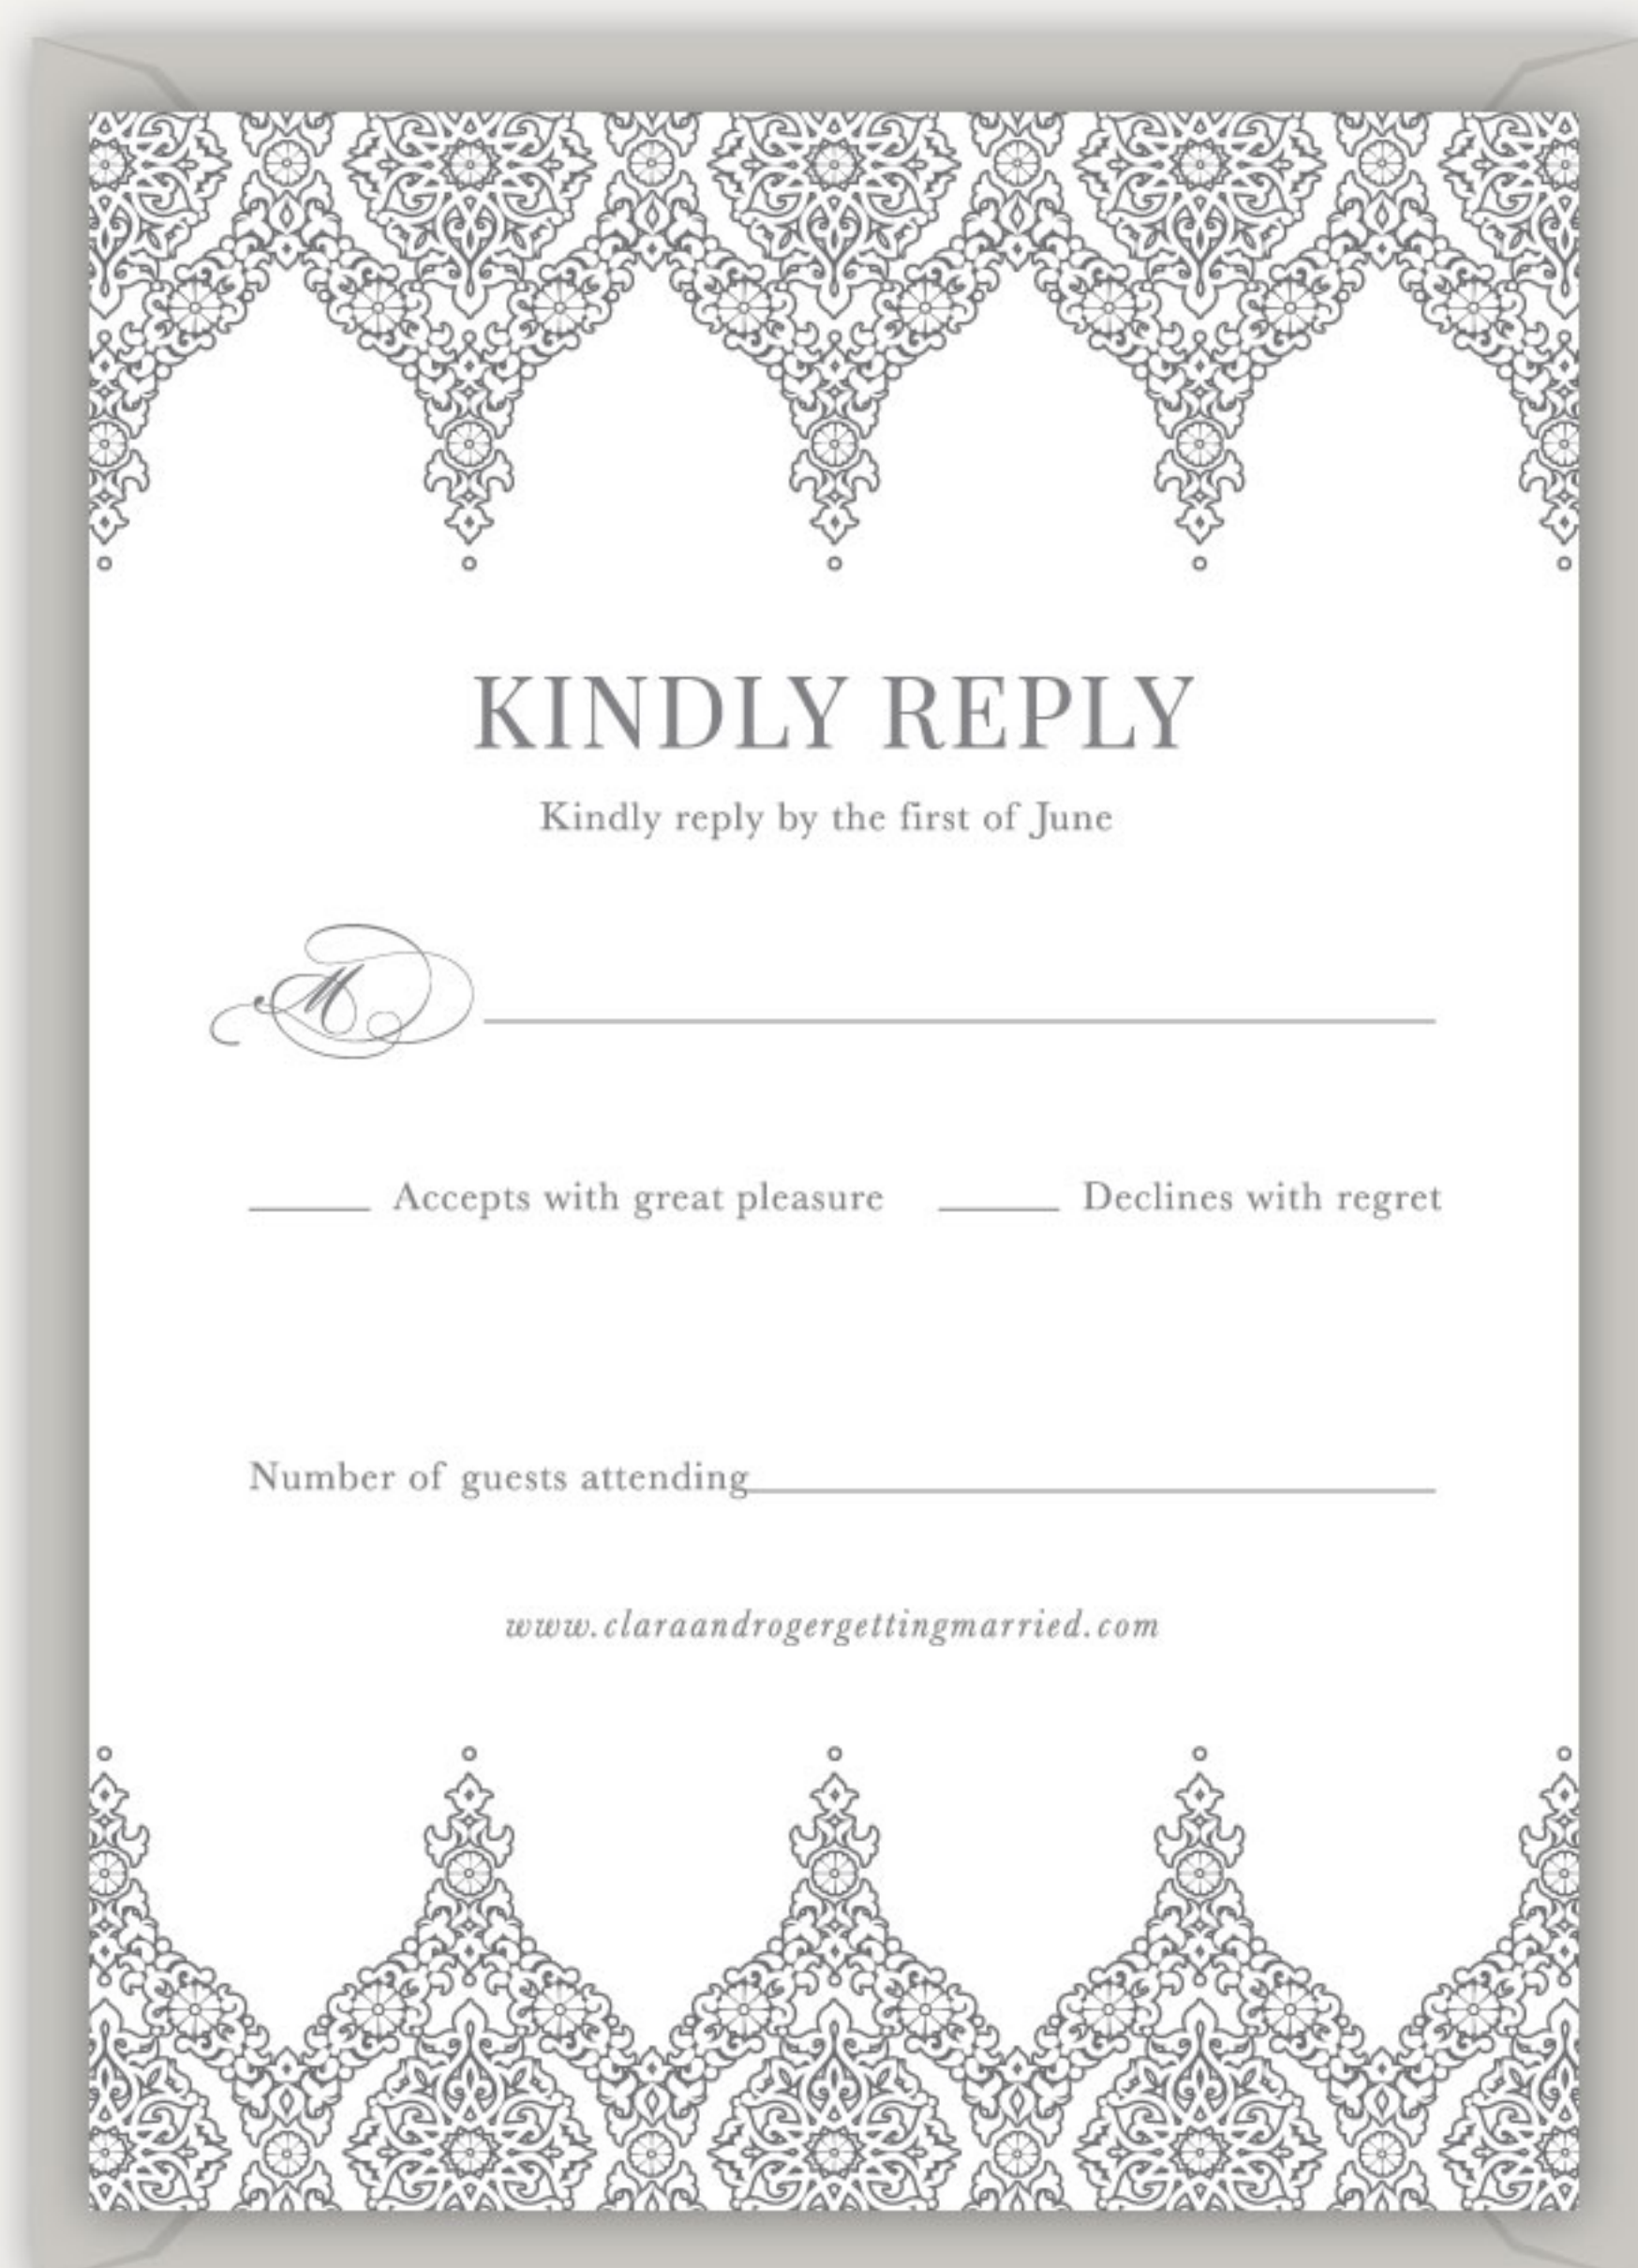 KINDLY REPLY
Kindly reply by the first of June
M
Accepts with great pleasure Declines with regret
Number of guests attending
www.claraandrogergettingmarried.com